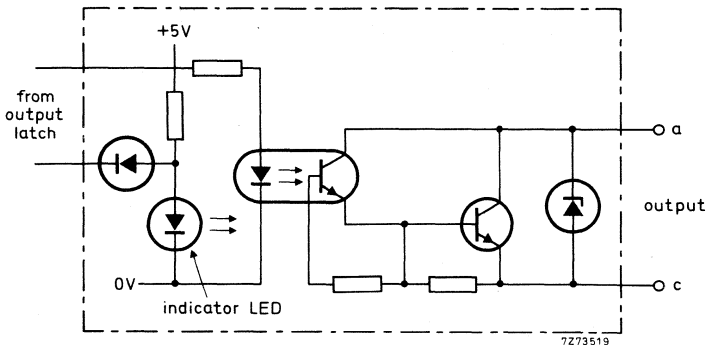 +5V
from
output
latch
a
output
0V
c
indicator LED
7Z73519